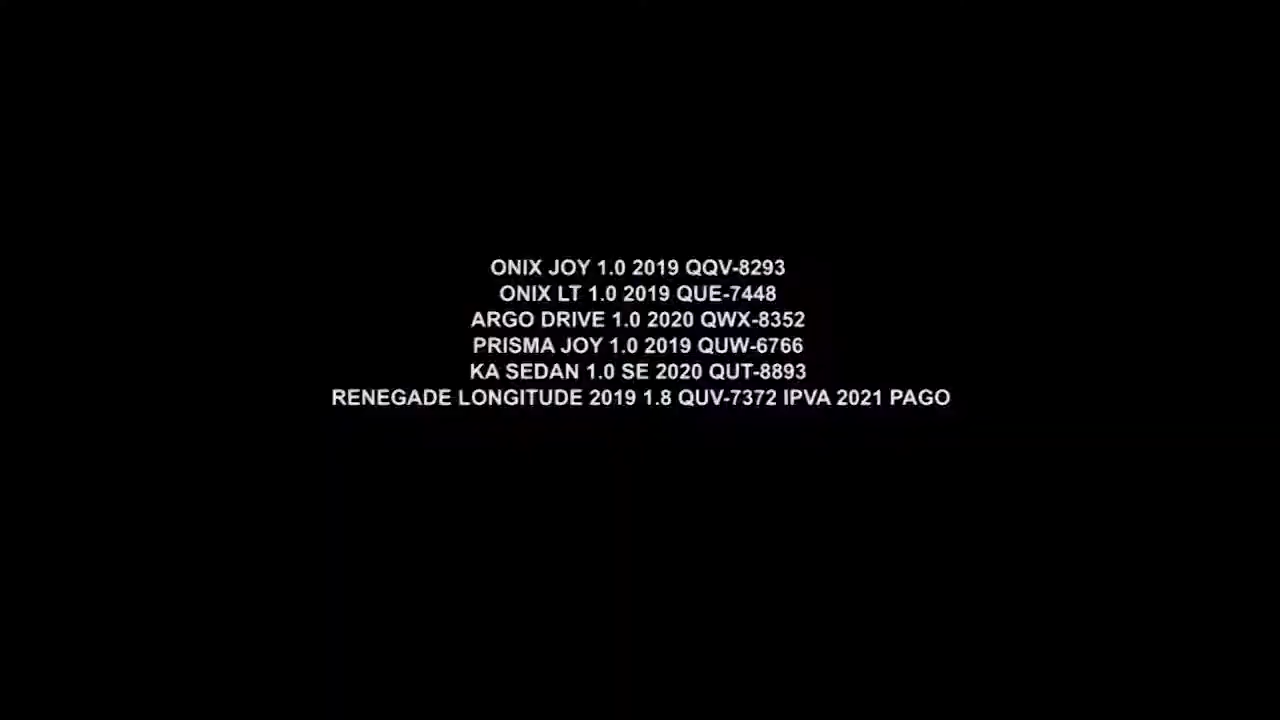 ONIX JOY 1.0 2019 QQV-8293
ONIX LT 1.0 2019 QUE-7448
ARGO DRIVE 1.0 2020 QWX-8352
PRISMA JOY 1.0 2019 QUW-6766
KA SEDAN 1.0 SE 2020 QUT-8893
RENEGADE LONGITUDE 2019 1.8 QUV-7372 IPVA 2021 PAGO